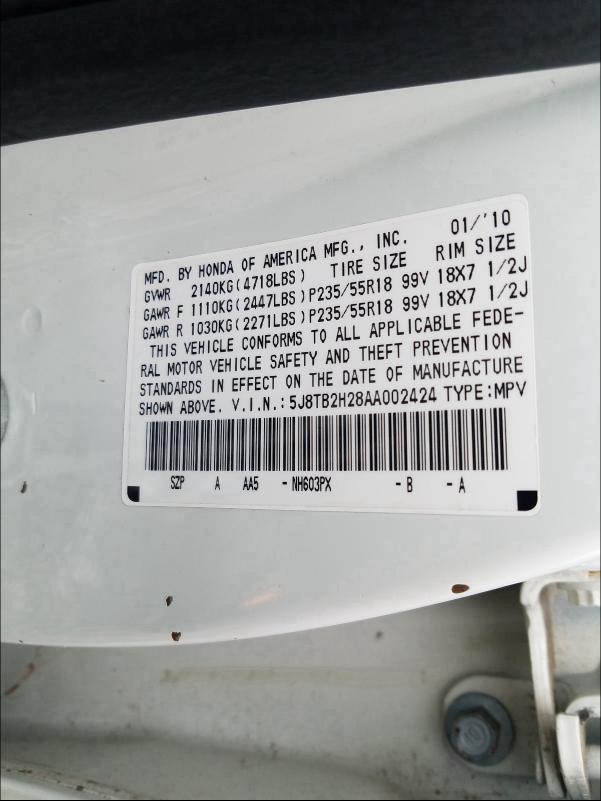 MFD. BY HONDA OF AMERICA MFG., INC. 01/'10
GVWR 2140KG(4718LBS) TIRE SIZE RIM SIZE
GAWR F 1110KG(2447LBS)P235/55R18 99V 18X7 1/2J
GAWR R 1030KG(2271LBS)P235/55R18 99V 18X7 1/2J
THIS VEHICLE CONFORMS TO ALL APPLICABLE FEDE-
RAL MOTOR VEHICLE SAFETY AND THEFT PREVENTION
STANDARDS IN EFFECT ON THE DATE OF MANUFACTURE
SHOWN ABOVE. V.I.N.:5J8TB2H28AA002424 TYPE:MPV
SZP A AA5 -NH603PX -B -A
10